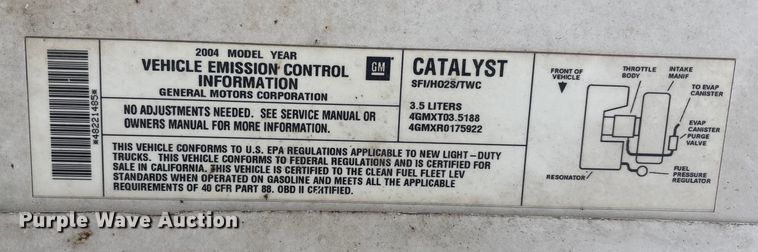 *48221485*
2004 MODEL YEAR
VEHICLE EMISSION CONTROL
INFORMATION
GENERAL MOTORS CORPORATION
GM
NO ADJUSTMENTS NEEDED. SEE SERVICE MANUAL OR
OWNERS MANUAL FOR MORE INFORMATION.
CATALYST
SFI/HO2S/TWC
3.5 LITERS
4GMXT03.5188
4GMXR0175922
THIS VEHICLE CONFORMS TO U.S. EPA REGULATIONS APPLICABLE TO NEW LIGHT-DUTY
TRUCKS. THIS VEHICLE CONFORMS TO FEDERAL REGULATIONS AND IS CERTIFIED FOR
SALE IN CALIFORNIA. THIS VEHICLE IS CERTIFIED TO THE CLEAN FUEL FLEET LEV
STANDARDS WHEN OPERATED ON GASOLINE AND MEETS ALL THE APPLICABLE
REQUIREMENTS OF 40 CFR PART 88. OBD II CERTIFIED.
FRONT OF
VEHICLE
THROTTLE
BODY
INTAKE
MANIF
TO EVAP
CANISTER
EVAP
CANISTER
PURGE
VALVE
FUEL
PRESSURE
REGULATOR
RESONATOR
Purple Wave Auction